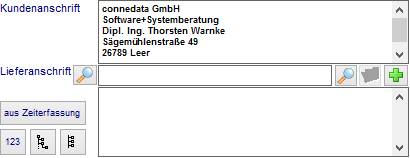 Kundenanschrift
connedata GmbH
Software+Systemberatung
Dipl. Ing. Thorsten Warnke
Sägemühlenstraße 49
26789 Leer
Lieferanschrift
aus Zeiterfassung
123